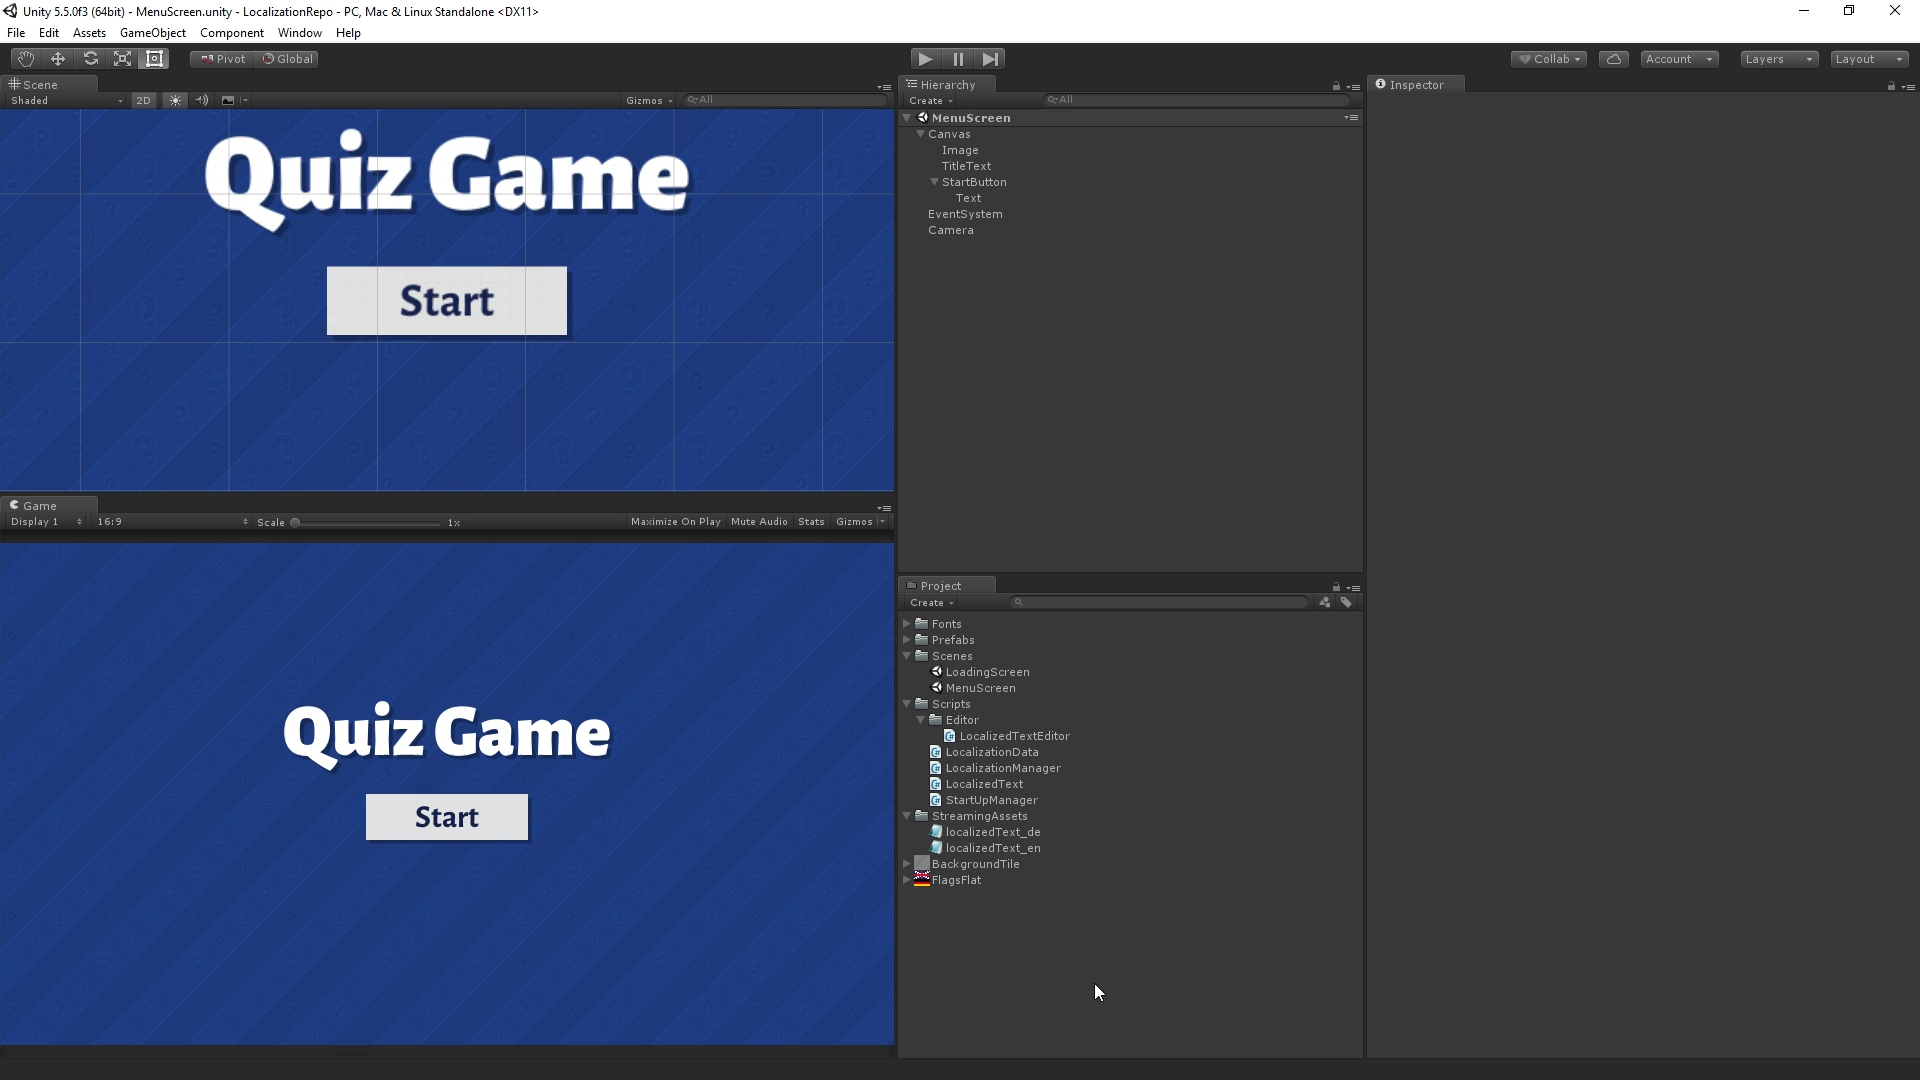 Unity 5.5.0f3 (64bit) - MenuScreen.unity - LocalizationRepo - PC, Mac & Linux Standalone <DX11>
File Edit Assets GameObject Component Window Help
Pivot Global Collab Account Layers Layout
Scene
Shaded 2D Gizmos All
Quiz Game
Start
Game
Display 1 16:9 Scale 1x Maximize On Play Mute Audio Stats Gizmos
Quiz Game
Start
Hierarchy
Create All
MenuScreen
Canvas
Image
TitleText
StartButton
Text
EventSystem
Camera
Project
Create
Fonts
Prefabs
Scenes
LoadingScreen
MenuScreen
Scripts
Editor
LocalizedTextEditor
LocalizationData
LocalizationManager
LocalizedText
StartUpManager
StreamingAssets
localizedText_de
localizedText_en
BackgroundTile
FlagsFlat
Inspector